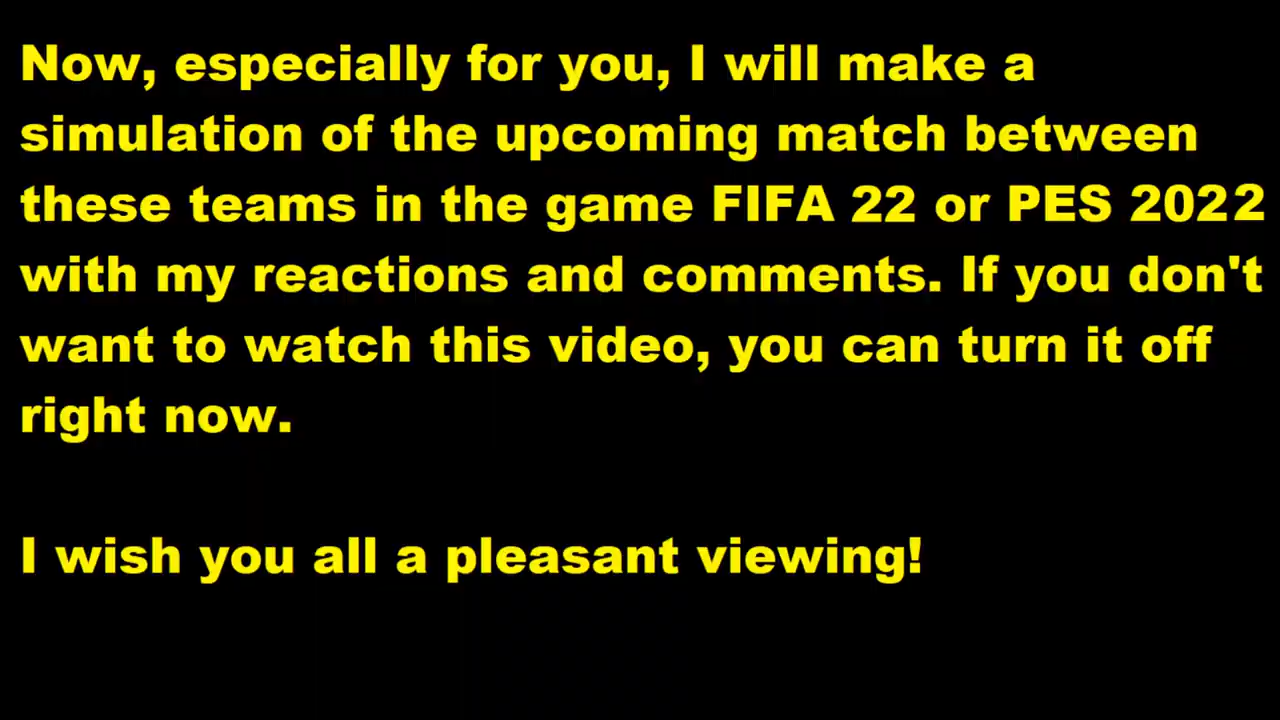 Now, especially for you, I will make a
simulation of the upcoming match between
these teams in the game FIFA 22 or PES 2022
with my reactions and comments. If you don't
want to watch this video, you can turn it off
right now.
I wish you all a pleasant viewing!